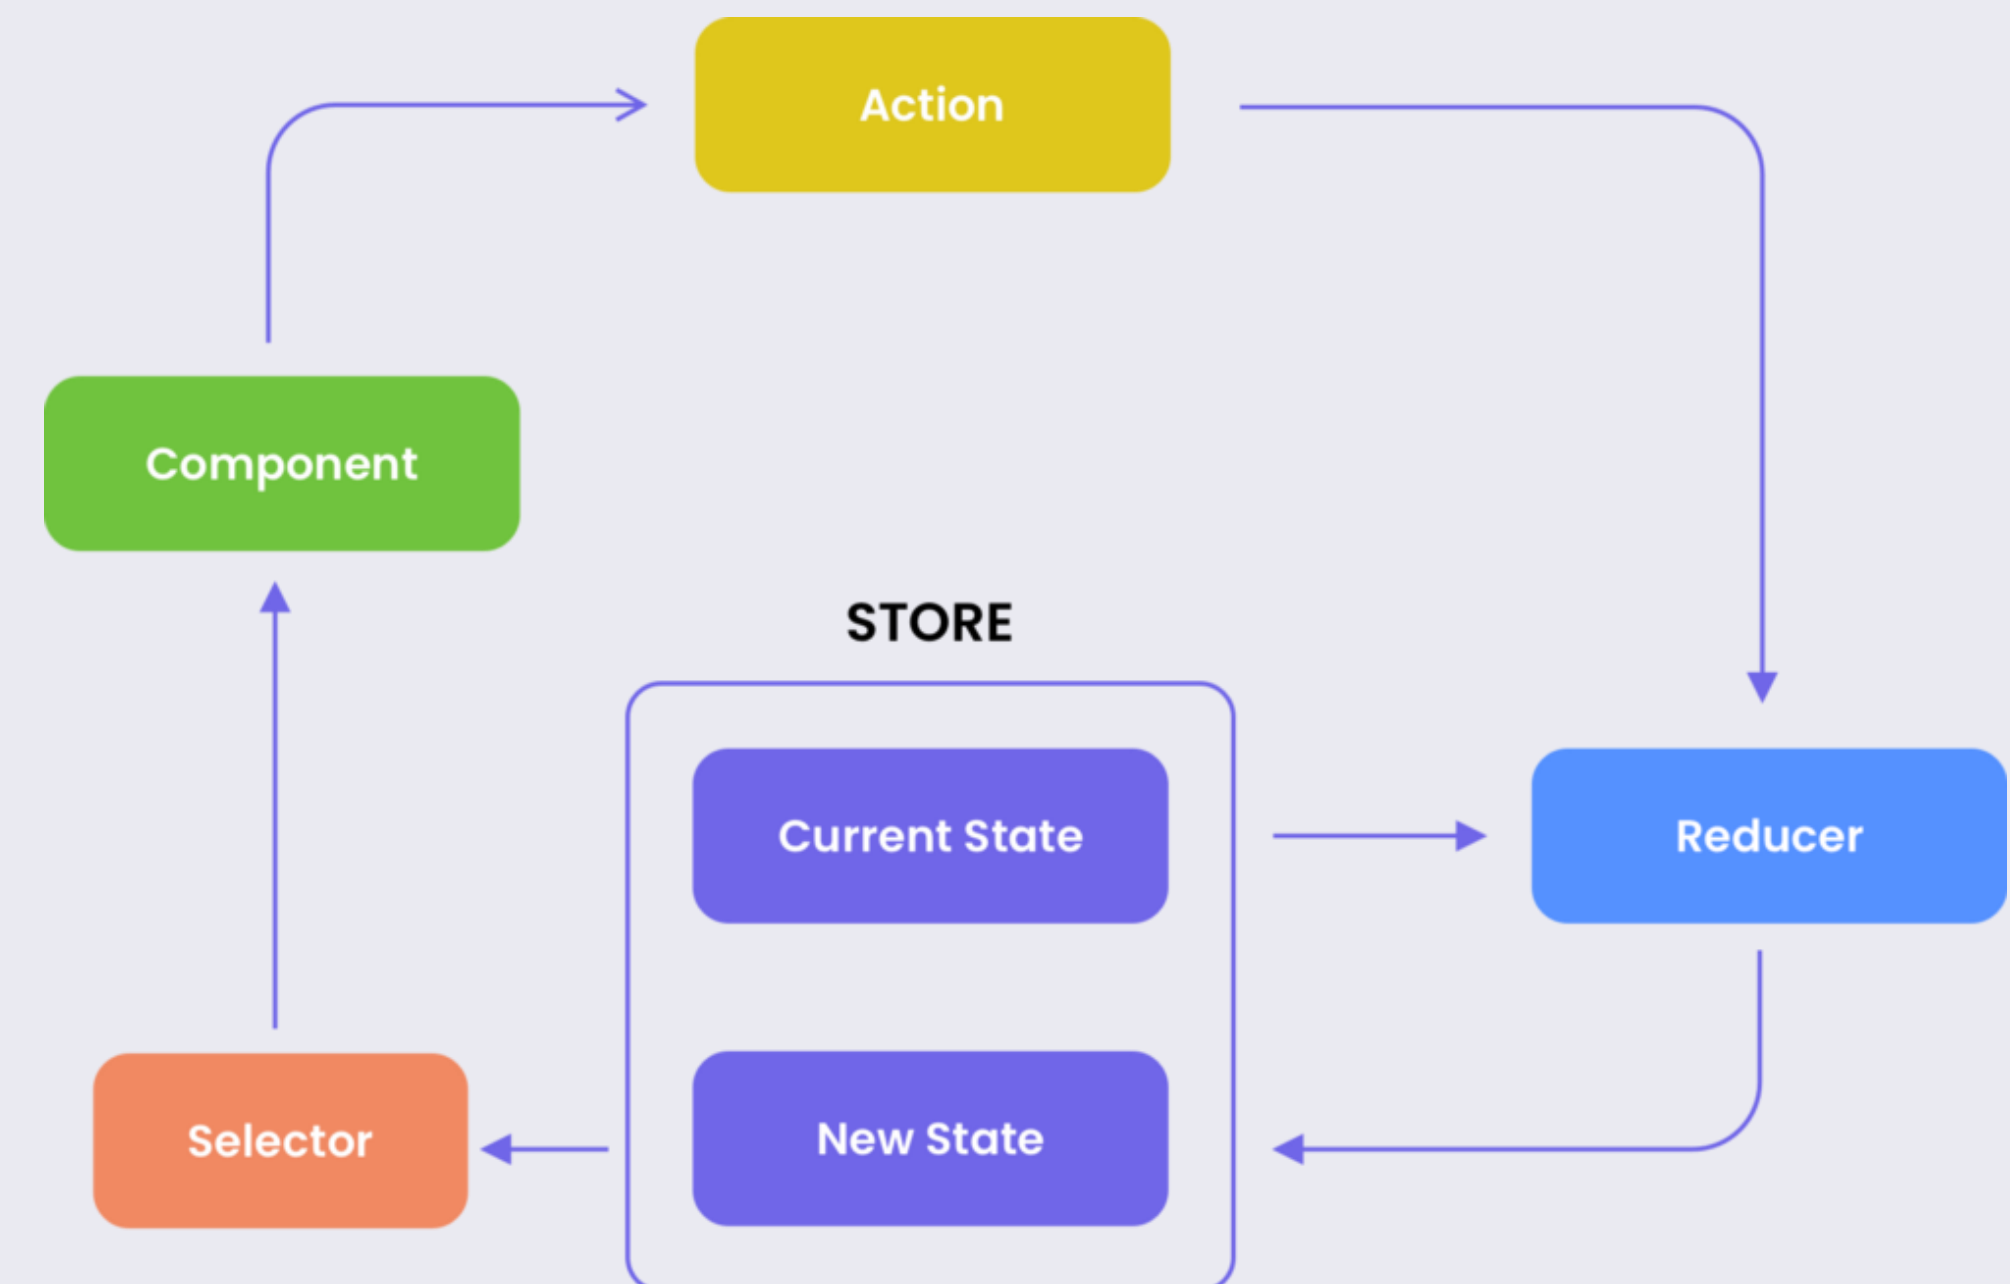 Action
Component
STORE
Current State
Reducer
Selector
New State